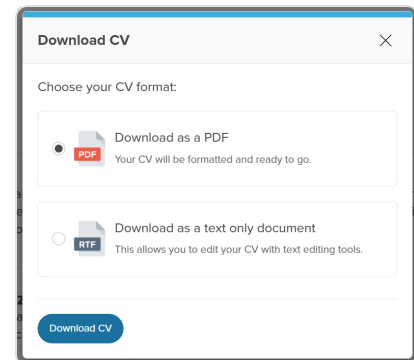 Download CV
Choose your CV format:
Download as a PDF
PDF
Your CV will be formatted and ready to go.
Download as a text only document
RTF
This allows you to edit your CV with text editing tools.
Download CV